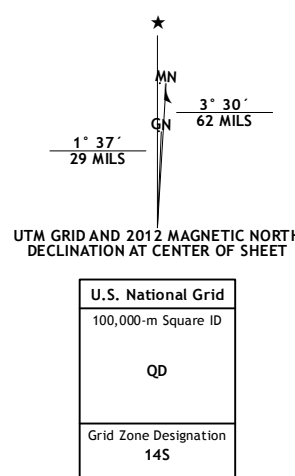 ★
MN
GN
3° 30´
62 MILS
1° 37´
29 MILS
UTM GRID AND 2012 MAGNETIC NORTH
DECLINATION AT CENTER OF SHEET
U.S. National Grid
100,000-m Square ID
QD
Grid Zone Designation
14S